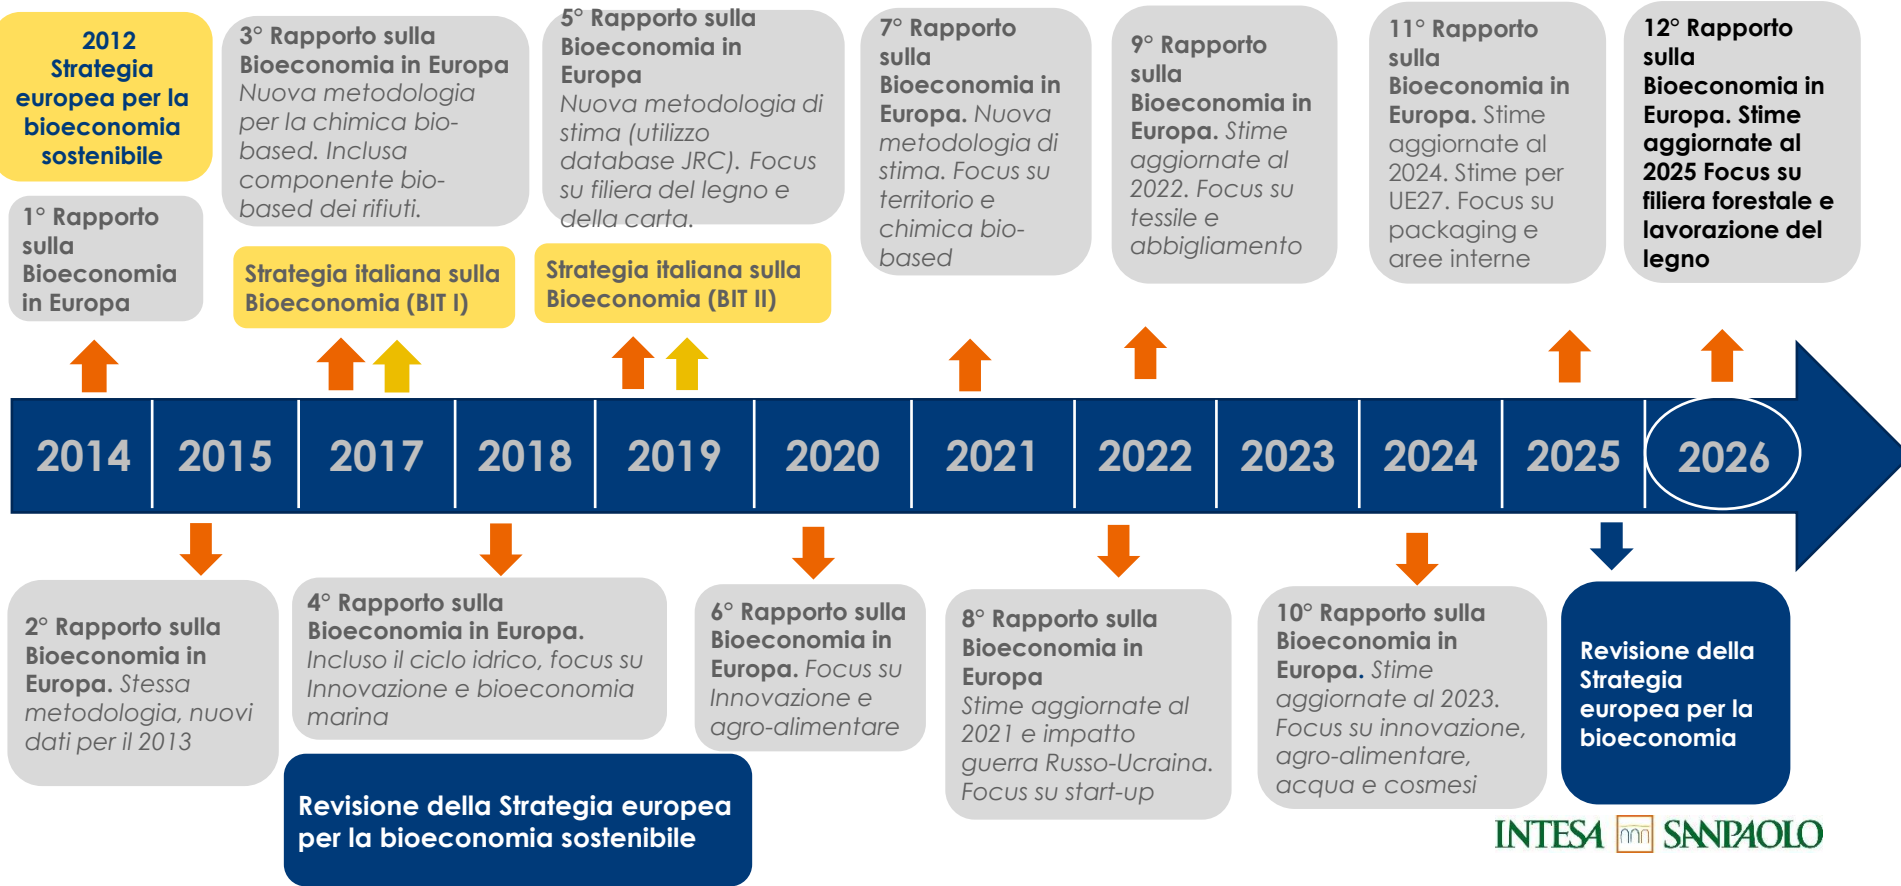 2012
Strategia
europea per la
bioeconomia
sostenibile
1° Rapporto
sulla
Bioeconomia
in Europa
3° Rapporto sulla
Bioeconomia in Europa
Nuova metodologia
per la chimica bio-
based. Inclusa
componente bio-
based dei rifiuti.
Strategia italiana sulla
Bioeconomia (BIT I)
5° Rapporto sulla
Bioeconomia in
Europa
Nuova metodologia di
stima (utilizzo
database JRC). Focus
su filiera del legno e
della carta.
Strategia italiana sulla
Bioeconomia (BIT II)
7° Rapporto
sulla
Bioeconomia in
Europa. Nuova
metodologia di
stima. Focus su
territorio e
chimica bio-
based
9° Rapporto
sulla
Bioeconomia in
Europa. Stime
aggiornate al
2022. Focus su
tessile e
abbigliamento
11° Rapporto
sulla
Bioeconomia in
Europa. Stime
aggiornate al
2024. Stime per
UE27. Focus su
packaging e
aree interne
12° Rapporto
sulla
Bioeconomia in
Europa. Stime
aggiornate al
2025 Focus su
filiera forestale e
lavorazione del
legno
2014 2015 2017 2018 2019 2020 2021 2022 2023 2024 2025 2026
2° Rapporto sulla
Bioeconomia in
Europa. Stessa
metodologia, nuovi
dati per il 2013
4° Rapporto sulla
Bioeconomia in Europa.
Incluso il ciclo idrico, focus su
Innovazione e bioeconomia
marina
Revisione della Strategia europea
per la bioeconomia sostenibile
6° Rapporto sulla
Bioeconomia in
Europa. Focus su
Innovazione e
agro-alimentare
8° Rapporto sulla
Bioeconomia in
Europa
Stime aggiornate al
2021 e impatto
guerra Russo-Ucraina.
Focus su start-up
10° Rapporto sulla
Bioeconomia in
Europa. Stime
aggiornate al 2023.
Focus su innovazione,
agro-alimentare,
acqua e cosmesi
Revisione della
Strategia
europea per la
bioeconomia
INTESA SANPAOLO